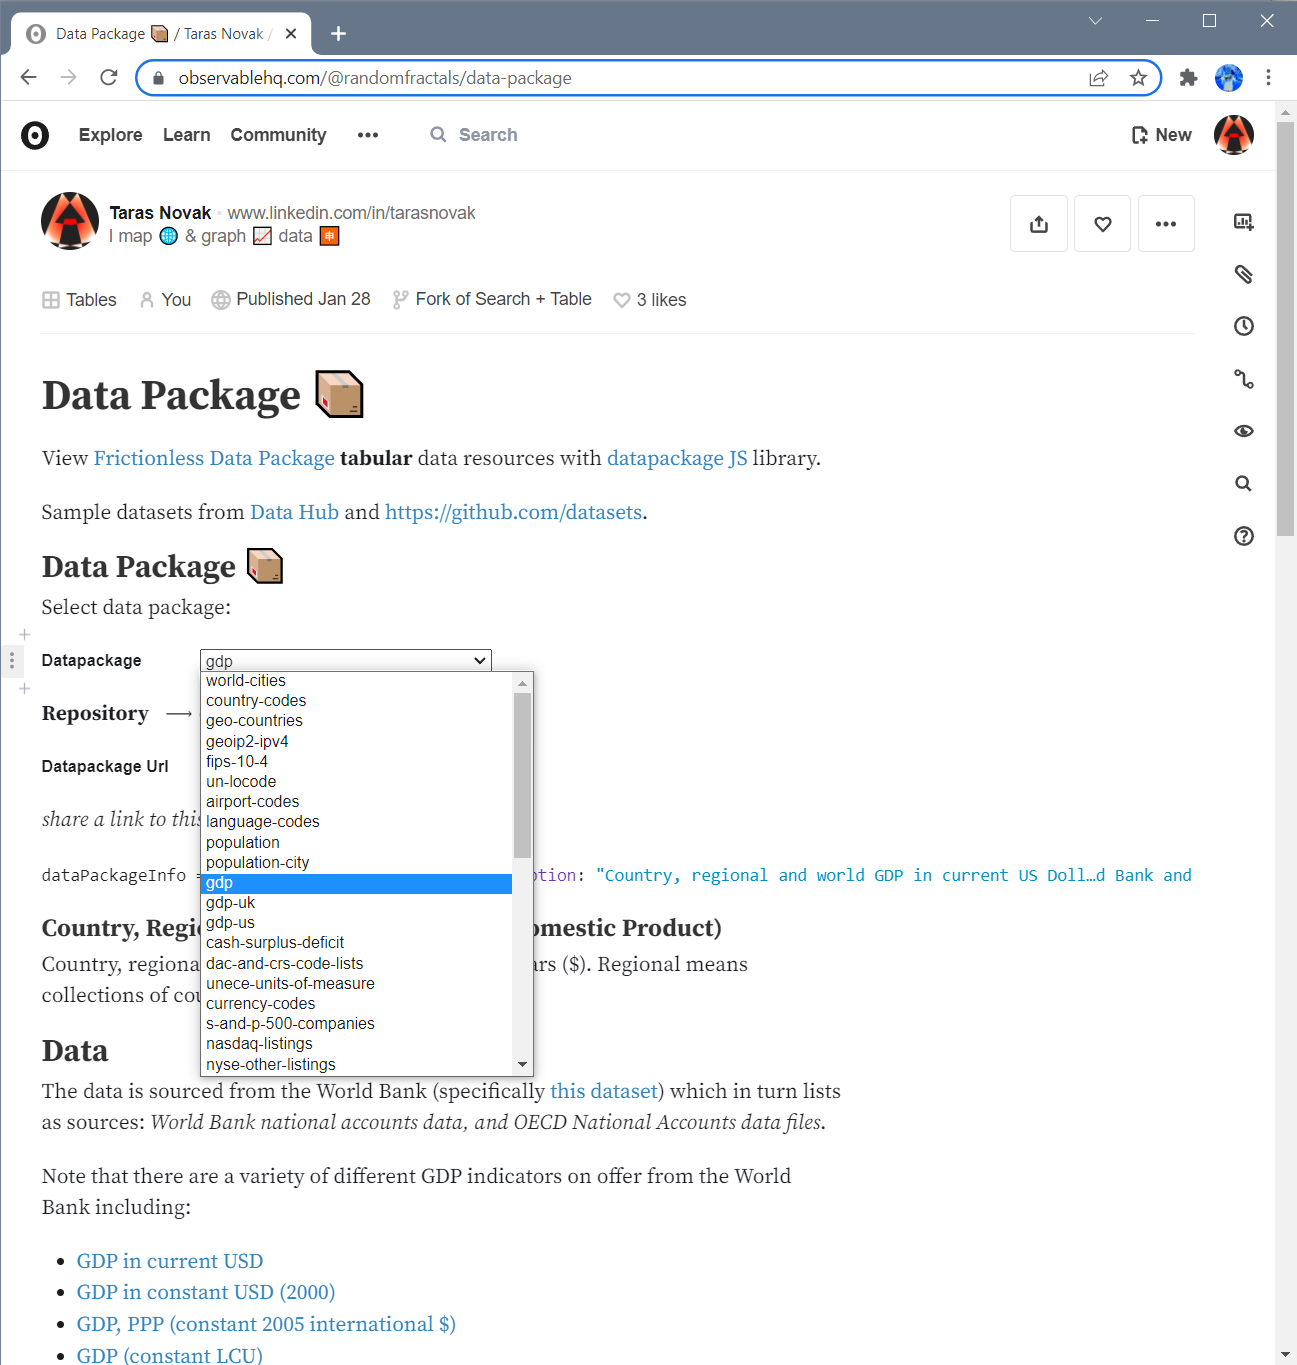 Data Package 📦 / Taras Novak /
observablehq.com/@randomfractals/data-package
Explore Learn Community Search New
Taras Novak www.linkedin.com/in/tarasnovak
I map 🌐 & graph 📈 data 🈸
Tables You Published Jan 28 Fork of Search + Table 3 likes
Data Package 📦
View Frictionless Data Package tabular data resources with datapackage JS library.
Sample datasets from Data Hub and https://github.com/datasets.
Data Package 📦
Select data package:
Datapackage gdp
world-cities
country-codes
geo-countries
geoip2-ipv4
fips-10-4
un-locode
airport-codes
language-codes
population
population-city
gdp
gdp-uk
gdp-us
cash-surplus-deficit
dac-and-crs-code-lists
unece-units-of-measure
currency-codes
s-and-p-500-companies
nasdaq-listings
nyse-other-listings
Repository ⟶
Datapackage Url
share a link to this
dataPackageInfo = ption: "Country, regional and world GDP in current US Doll…d Bank and
Country, Regi omestic Product)
Country, regiona ars ($). Regional means
collections of cou
Data
The data is sourced from the World Bank (specifically this dataset) which in turn lists
as sources: World Bank national accounts data, and OECD National Accounts data files.
Note that there are a variety of different GDP indicators on offer from the World
Bank including:
• GDP in current USD
• GDP in constant USD (2000)
• GDP, PPP (constant 2005 international $)
• GDP (constant LCU)